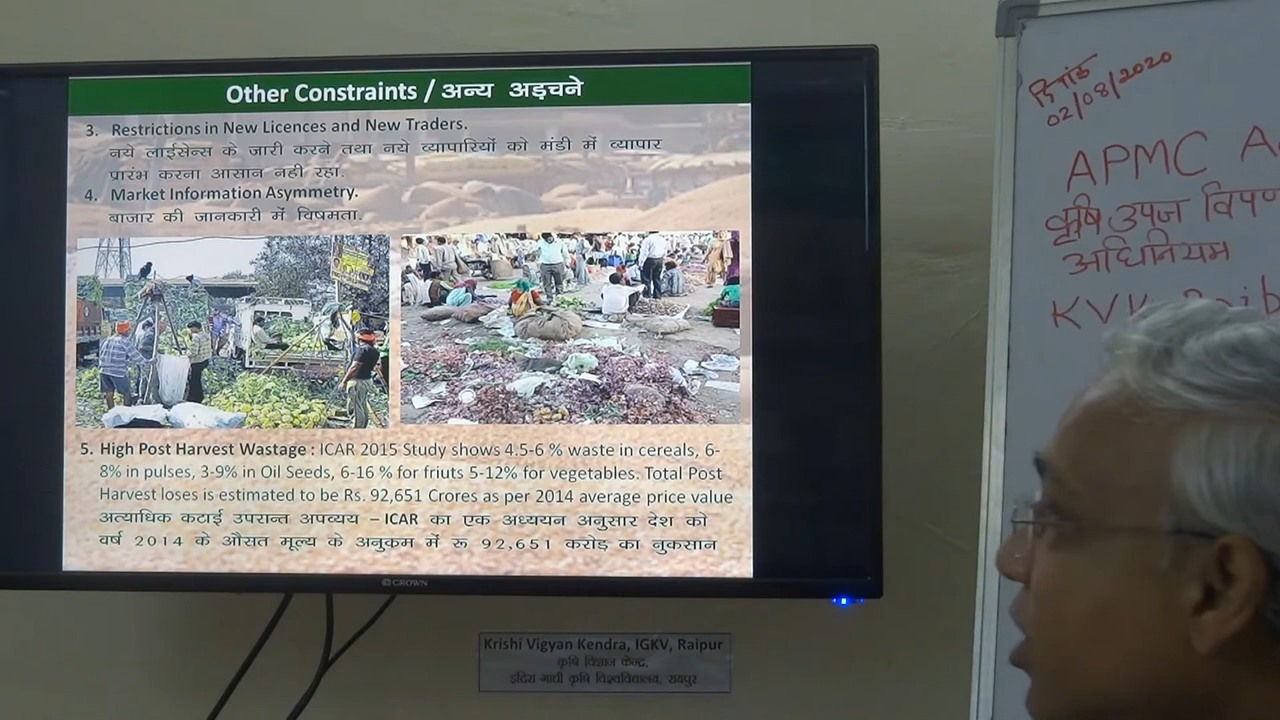 Other Constraints / अन्य अड़चने
3. Restrictions in New Licences and New Traders.
नये लाईसेन्स के जारी करने तथा नये व्यापारियों को मंडी में व्यापार
प्रारंभ करना आसान नही रहा.
4. Market Information Asymmetry.
बाजार की जानकारी में विषमता.
5. High Post Harvest Wastage : ICAR 2015 Study shows 4.5-6 % waste in cereals, 6-
8% in pulses, 3-9% in Oil Seeds, 6-16 % for friuts 5-12% for vegetables. Total Post
Harvest loses is estimated to be Rs. 92,651 Crores as per 2014 average price value
अत्याधिक कटाई उपरान्त अपव्यय – ICAR का एक अध्ययन अनुसार देश को
वर्ष 2014 के औसत मूल्य के अनुकम में रू 92,651 करोड़ का नुकसान
CROWN
Krishi Vigyan Kendra, IGKV, Raipur
कृषि विज्ञान केन्द्र,
इंदिरा गांधी कृषि विश्वविद्यालय, रायपुर
दिनांक
02/08/2020
APMC A
कृषि उपज विपण
अधिनियम
KVK